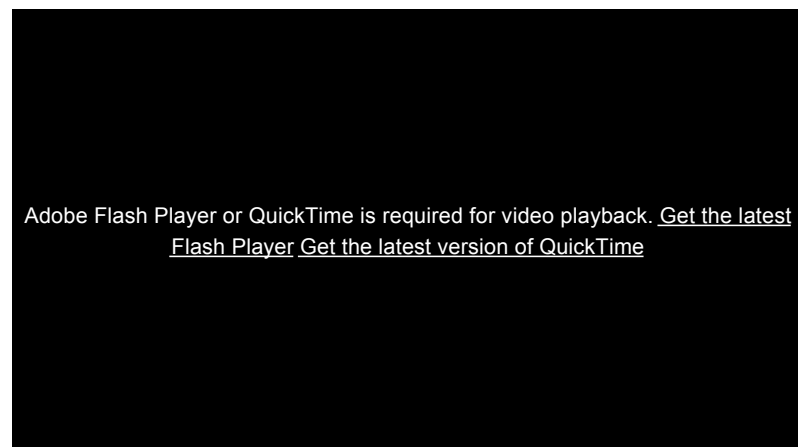 Adobe Flash Player or QuickTime is required for video playback. Get the latest
Flash Player Get the latest version of QuickTime